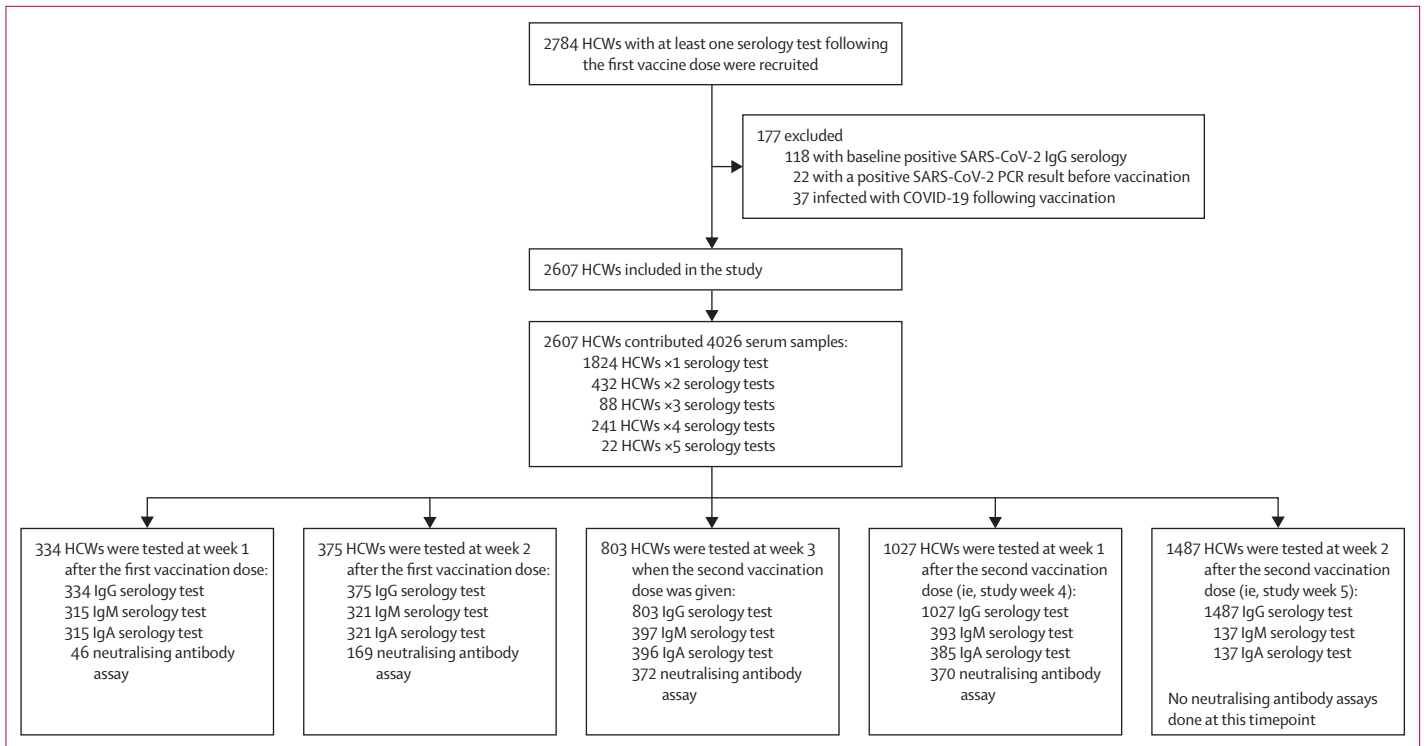 2784 HCWs with at least one serology test following
the first vaccine dose were recruited
177 excluded
118 with baseline positive SARS-CoV-2 IgG serology
22 with a positive SARS-CoV-2 PCR result before vaccination
37 infected with COVID-19 following vaccination
2607 HCWs included in the study
2607 HCWs contributed 4026 serum samples:
1824 HCWs ×1 serology test
432 HCWs ×2 serology tests
88 HCWs ×3 serology tests
241 HCWs ×4 serology tests
22 HCWs ×5 serology tests
334 HCWs were tested at week 1
after the first vaccination dose:
334 IgG serology test
315 IgM serology test
315 IgA serology test
46 neutralising antibody
assay
375 HCWs were tested at week 2
after the first vaccination dose:
375 IgG serology test
321 IgM serology test
321 IgA serology test
169 neutralising antibody
assay
803 HCWs were tested at week 3
when the second vaccination
dose was given:
803 IgG serology test
397 IgM serology test
396 IgA serology test
372 neutralising antibody
assay
1027 HCWs were tested at week 1
after the second vaccination
dose (ie, study week 4):
1027 IgG serology test
393 IgM serology test
385 IgA serology test
370 neutralising antibody
assay
1487 HCWs were tested at week 2
after the second vaccination
dose (ie, study week 5):
1487 IgG serology test
137 IgM serology test
137 IgA serology test
No neutralising antibody assays
done at this timepoint